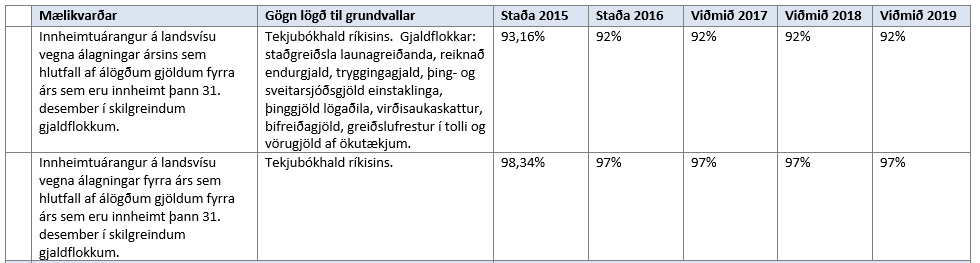 Mælikvarðar Gögn lögð til grundvallar Staða 2015 Staða 2016 Viðmið 2017 Viðmið 2018 Viðmið 2019
Innheimtuárangur á landsvísu
vegna álagningar ársins sem
hlutfall af álögðum gjöldum fyrra
árs sem eru innheimt þann 31.
desember í skilgreindum
gjaldflokkum.
Tekjubókhald ríkisins. Gjaldflokkar:
staðgreiðsla launagreiðanda, reiknað
endurgjald, tryggingagjald, þing- og
sveitarsjóðsgjöld einstaklinga,
þinggjöld lögaðila, virðisaukaskattur,
bifreiðagjöld, greiðslufrestur í tolli og
vörugjöld af ökutækjum.
93,16% 92% 92% 92% 92%
Innheimtuárangur á landsvísu
vegna álagningar fyrra árs sem
hlutfall af álögðum gjöldum fyrra
árs sem eru innheimt þann 31.
desember í skilgreindum
gjaldflokkum.
Tekjubókhald ríkisins.
98,34% 97% 97% 97% 97%